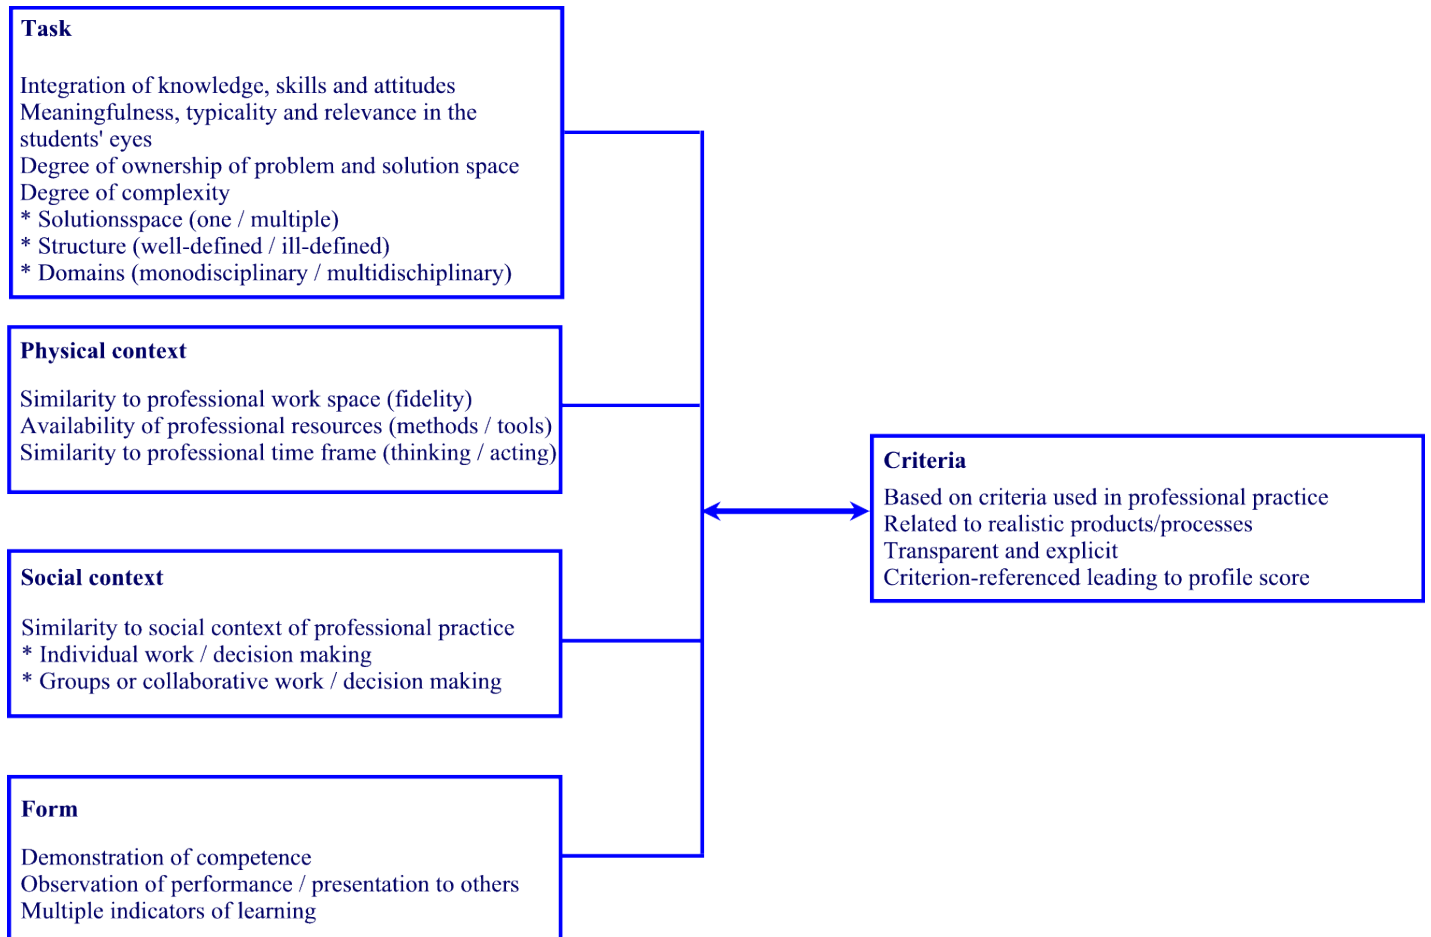 Task
Integration of knowledge, skills and attitudes
Meaningfulness, typicality and relevance in the
students' eyes
Degree of ownership of problem and solution space
Degree of complexity
* Solutionsspace (one / multiple)
* Structure (well-defined / ill-defined)
* Domains (monodisciplinary / multidischiplinary)
Physical context
Similarity to professional work space (fidelity)
Availability of professional resources (methods / tools)
Similarity to professional time frame (thinking / acting)
Social context
Similarity to social context of professional practice
* Individual work / decision making
* Groups or collaborative work / decision making
Form
Demonstration of competence
Observation of performance / presentation to others
Multiple indicators of learning
Criteria
Based on criteria used in professional practice
Related to realistic products/processes
Transparent and explicit
Criterion-referenced leading to profile score